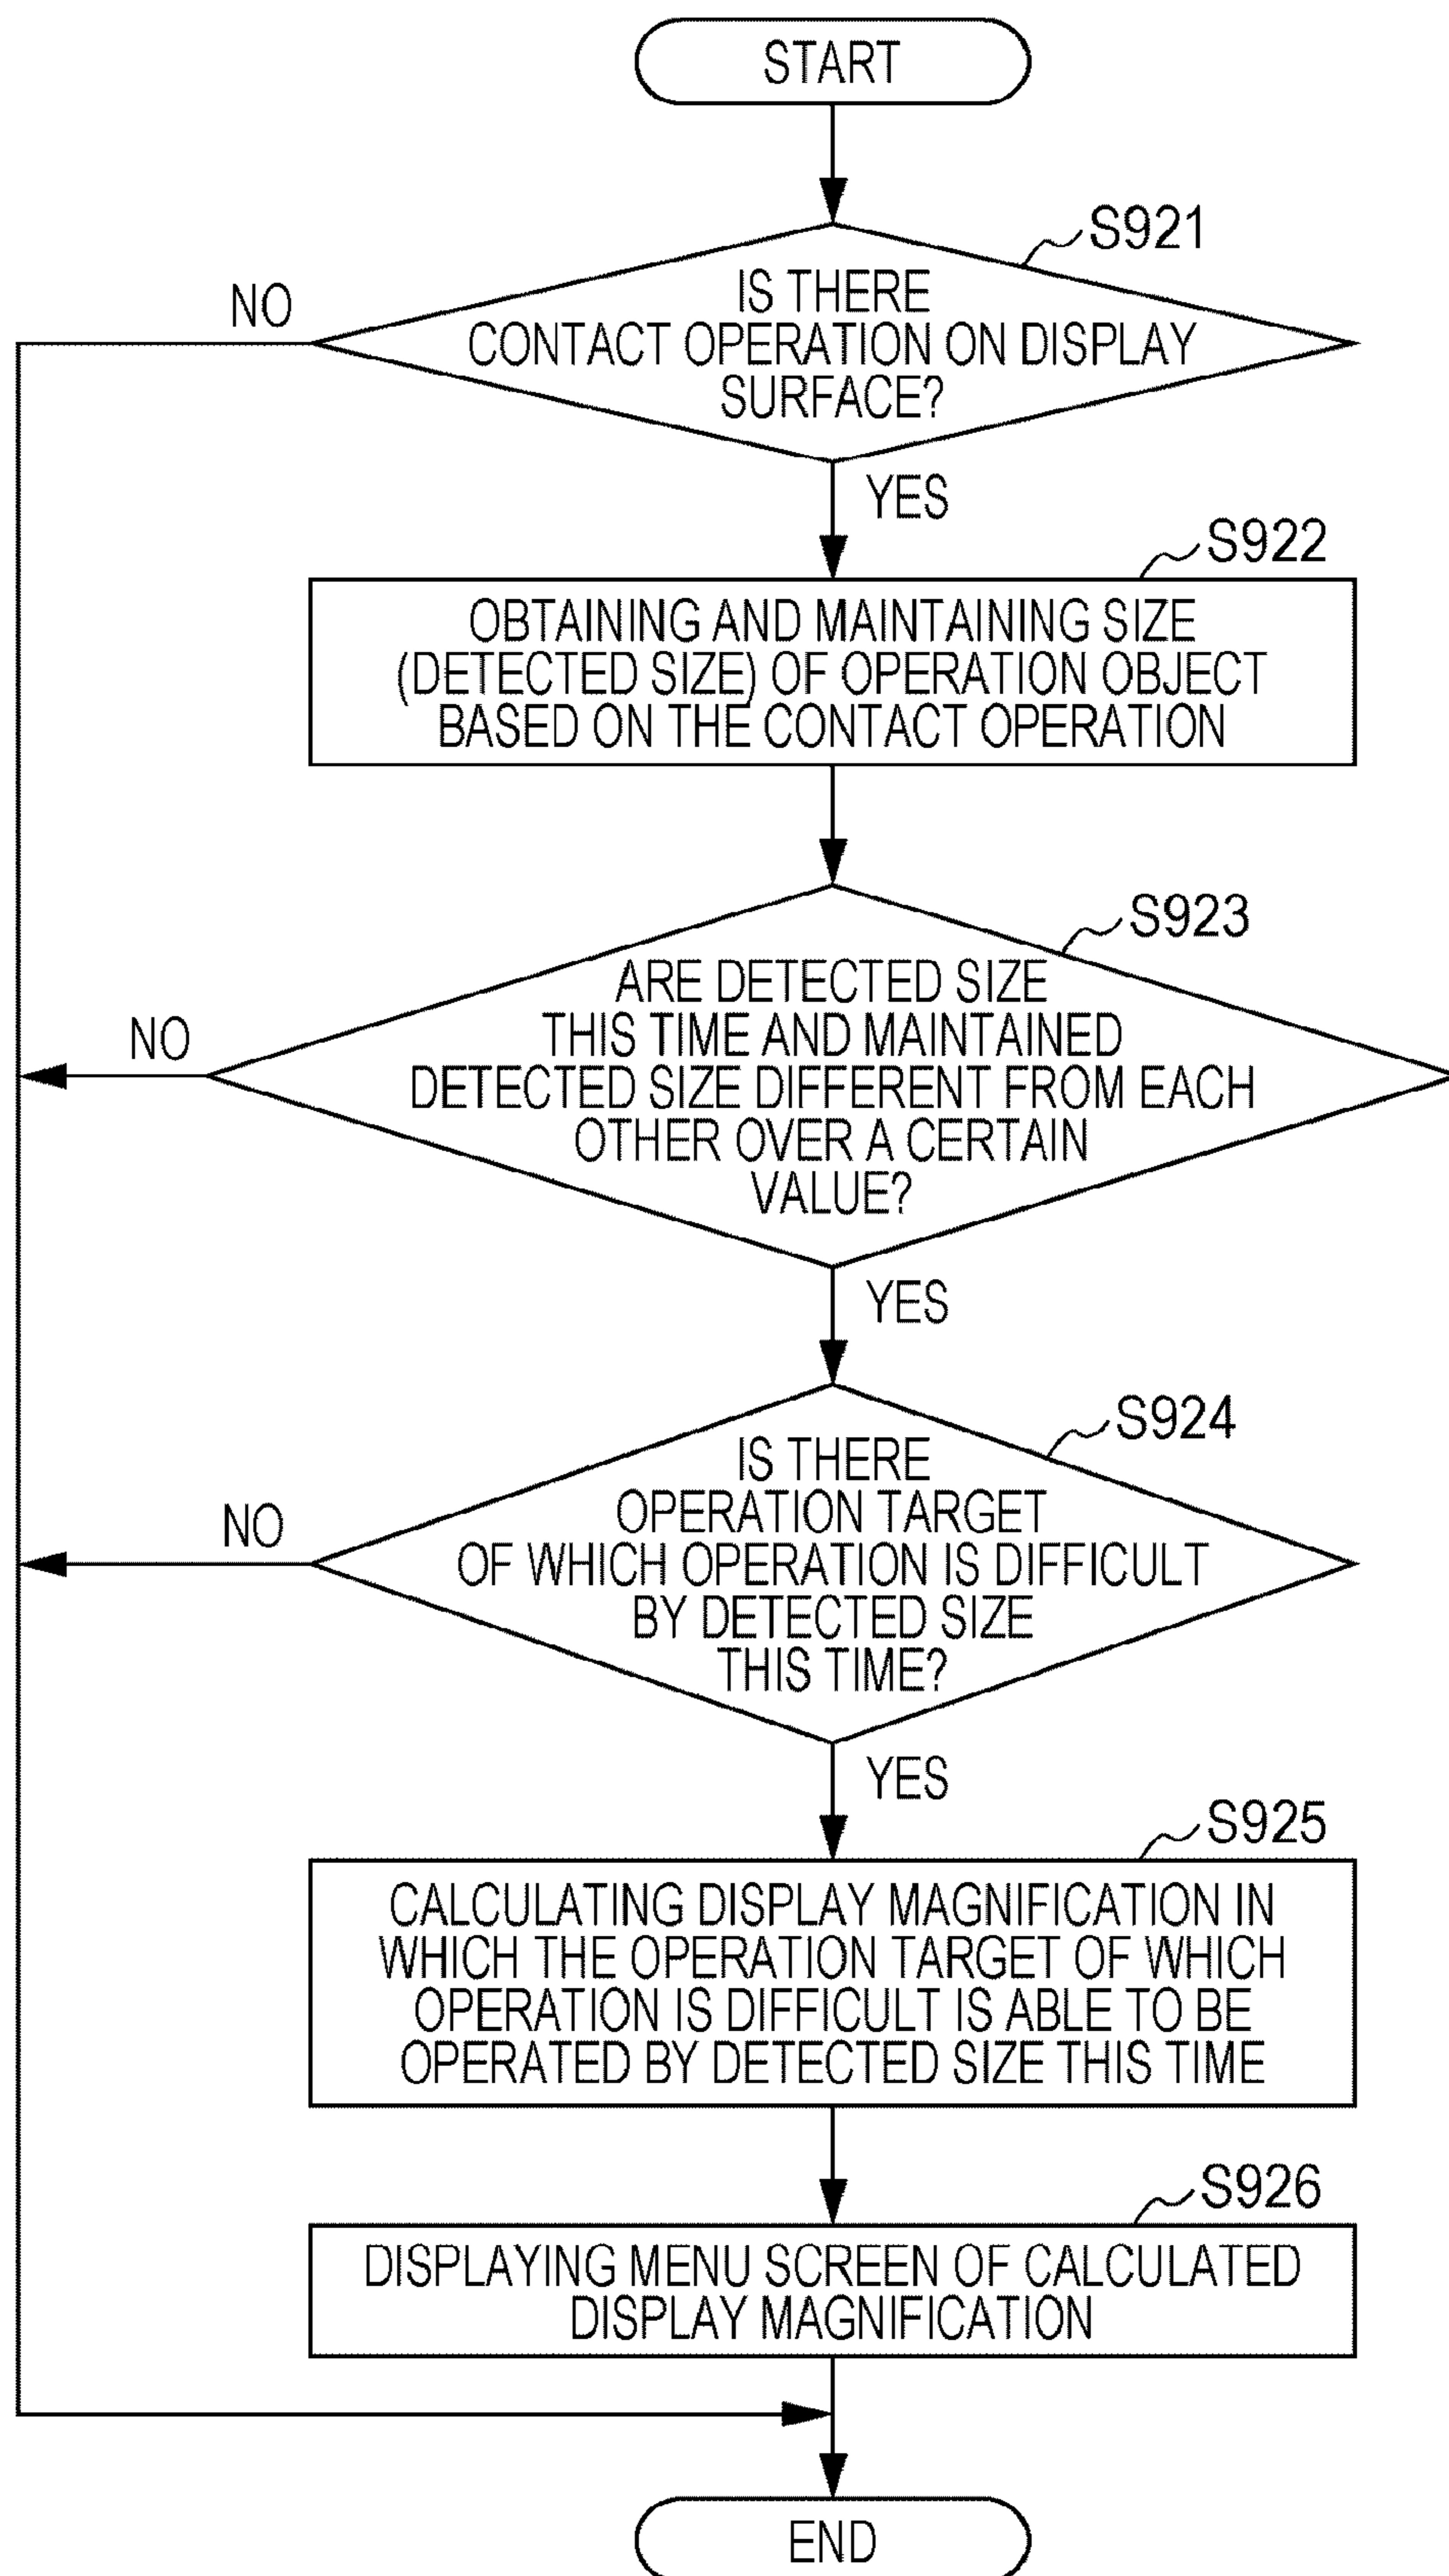 START
S921
IS THERE
CONTACT OPERATION ON DISPLAY
SURFACE?
NO
YES
S922
OBTAINING AND MAINTAINING SIZE
(DETECTED SIZE) OF OPERATION OBJECT
BASED ON THE CONTACT OPERATION
S923
ARE DETECTED SIZE
THIS TIME AND MAINTAINED
DETECTED SIZE DIFFERENT FROM EACH
OTHER OVER A CERTAIN
VALUE?
NO
YES
S924
IS THERE
OPERATION TARGET
OF WHICH OPERATION IS DIFFICULT
BY DETECTED SIZE
THIS TIME?
NO
YES
S925
CALCULATING DISPLAY MAGNIFICATION IN
WHICH THE OPERATION TARGET OF WHICH
OPERATION IS DIFFICULT IS ABLE TO BE
OPERATED BY DETECTED SIZE THIS TIME
S926
DISPLAYING MENU SCREEN OF CALCULATED
DISPLAY MAGNIFICATION
END